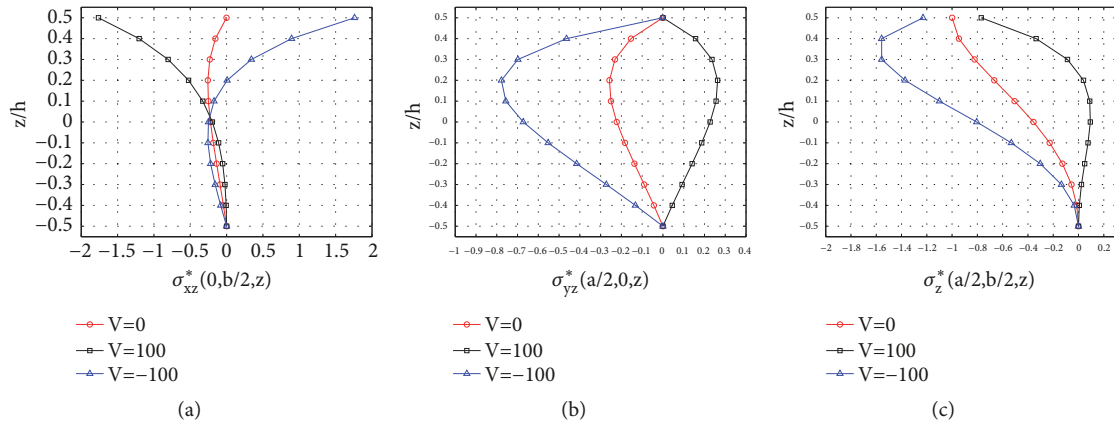 0.5
0.4
0.3
0.2
0.1
0
−0.1
−0.2
−0.3
−0.4
−0.5
z/h
−2 −1.5 −1 −0.5 0 0.5 1 1.5 2
σ*xz(0,b/2,z)
V=0
V=100
V=−100
(a)
0.5
0.4
0.3
0.2
0.1
0
−0.1
−0.2
−0.3
−0.4
−0.5
z/h
−1 −0.9 −0.8 −0.7 −0.6 −0.5 −0.4 −0.3 −0.2 −0.1 0 0.1 0.2 0.3 0.4
σ*yz(a/2,0,z)
V=0
V=100
V=−100
(b)
0.5
0.4
0.3
0.2
0.1
0
−0.1
−0.2
−0.3
−0.4
−0.5
z/h
−2 −1.8 −1.6 −1.4 −1.2 −1 −0.8 −0.6 −0.4 −0.2 0 0.2
σ*z(a/2,b/2,z)
V=0
V=100
V=−100
(c)